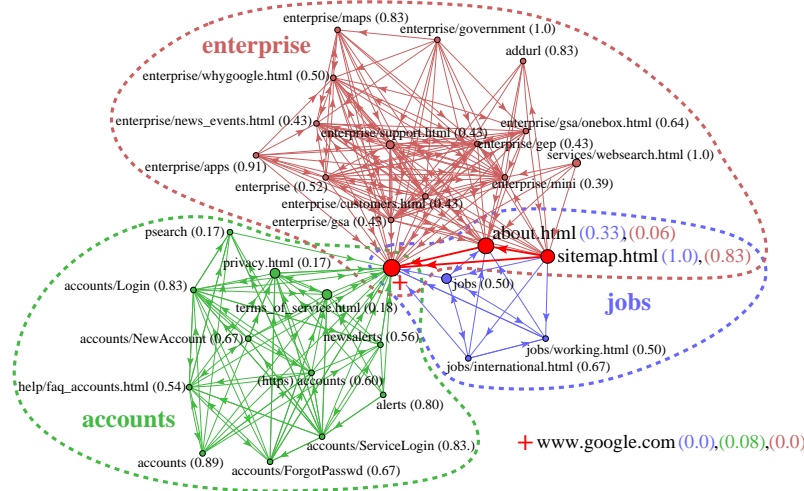 enterprise/maps (0.83)
enterprise/government (1.0)
enterprise
addurl (0.83)
enterprise/whygoogle.html (0.50)
enterprise/news_events.html (0.43)
enterprise/gsa/onebox.html (0.64)
enterprise/support.html (0.43)
enterprise/gep (0.43)
services/websearch.html (1.0)
enterprise/apps (0.91)
enterprise (0.52)
enterprise/mini (0.39)
enterprise/customers.html (0.43)
enterprise/gsa (0.43)
psearch (0.17)
about.html (0.33),(0.06)
sitemap.html (1.0),(0.83)
privacy.html (0.17)
accounts/Login (0.83)
jobs (0.50)
jobs
terms_of_service.html (0.18)
accounts/NewAccount (0.67)
newsalerts (0.56)
jobs/working.html (0.50)
jobs/international.html (0.67)
help/faq_accounts.html (0.54)
(https) accounts (0.60)
alerts (0.80)
accounts
accounts/ServiceLogin (0.83.)
+ www.google.com (0.0),(0.08),(0.0)
accounts (0.89)
accounts/ForgotPasswd (0.67)